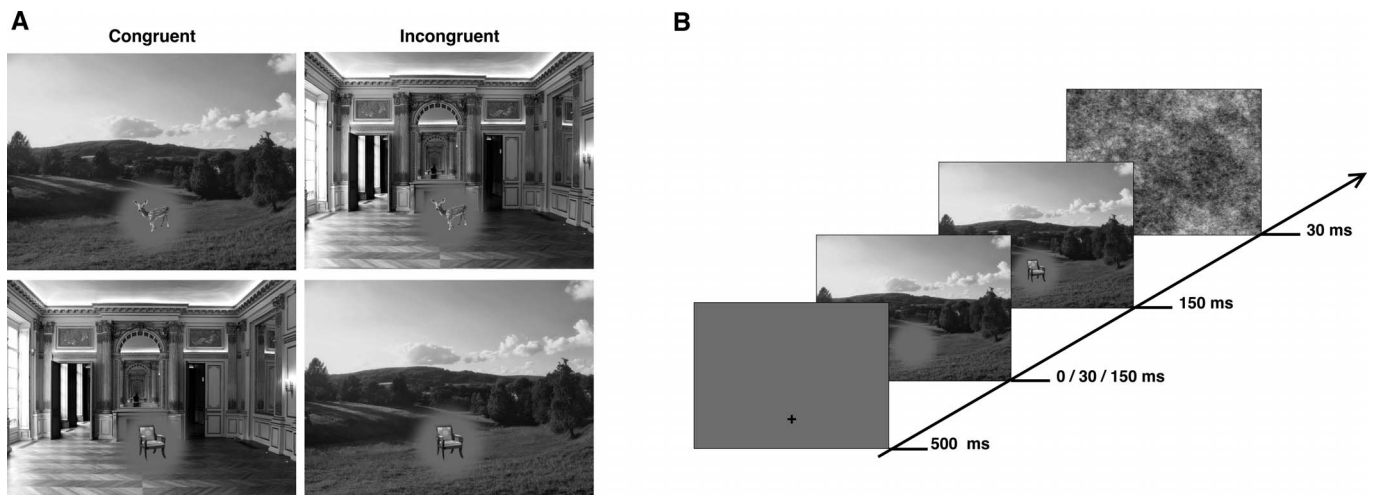 A
Congruent
Incongruent
B
30 ms
150 ms
0 / 30 / 150 ms
500 ms